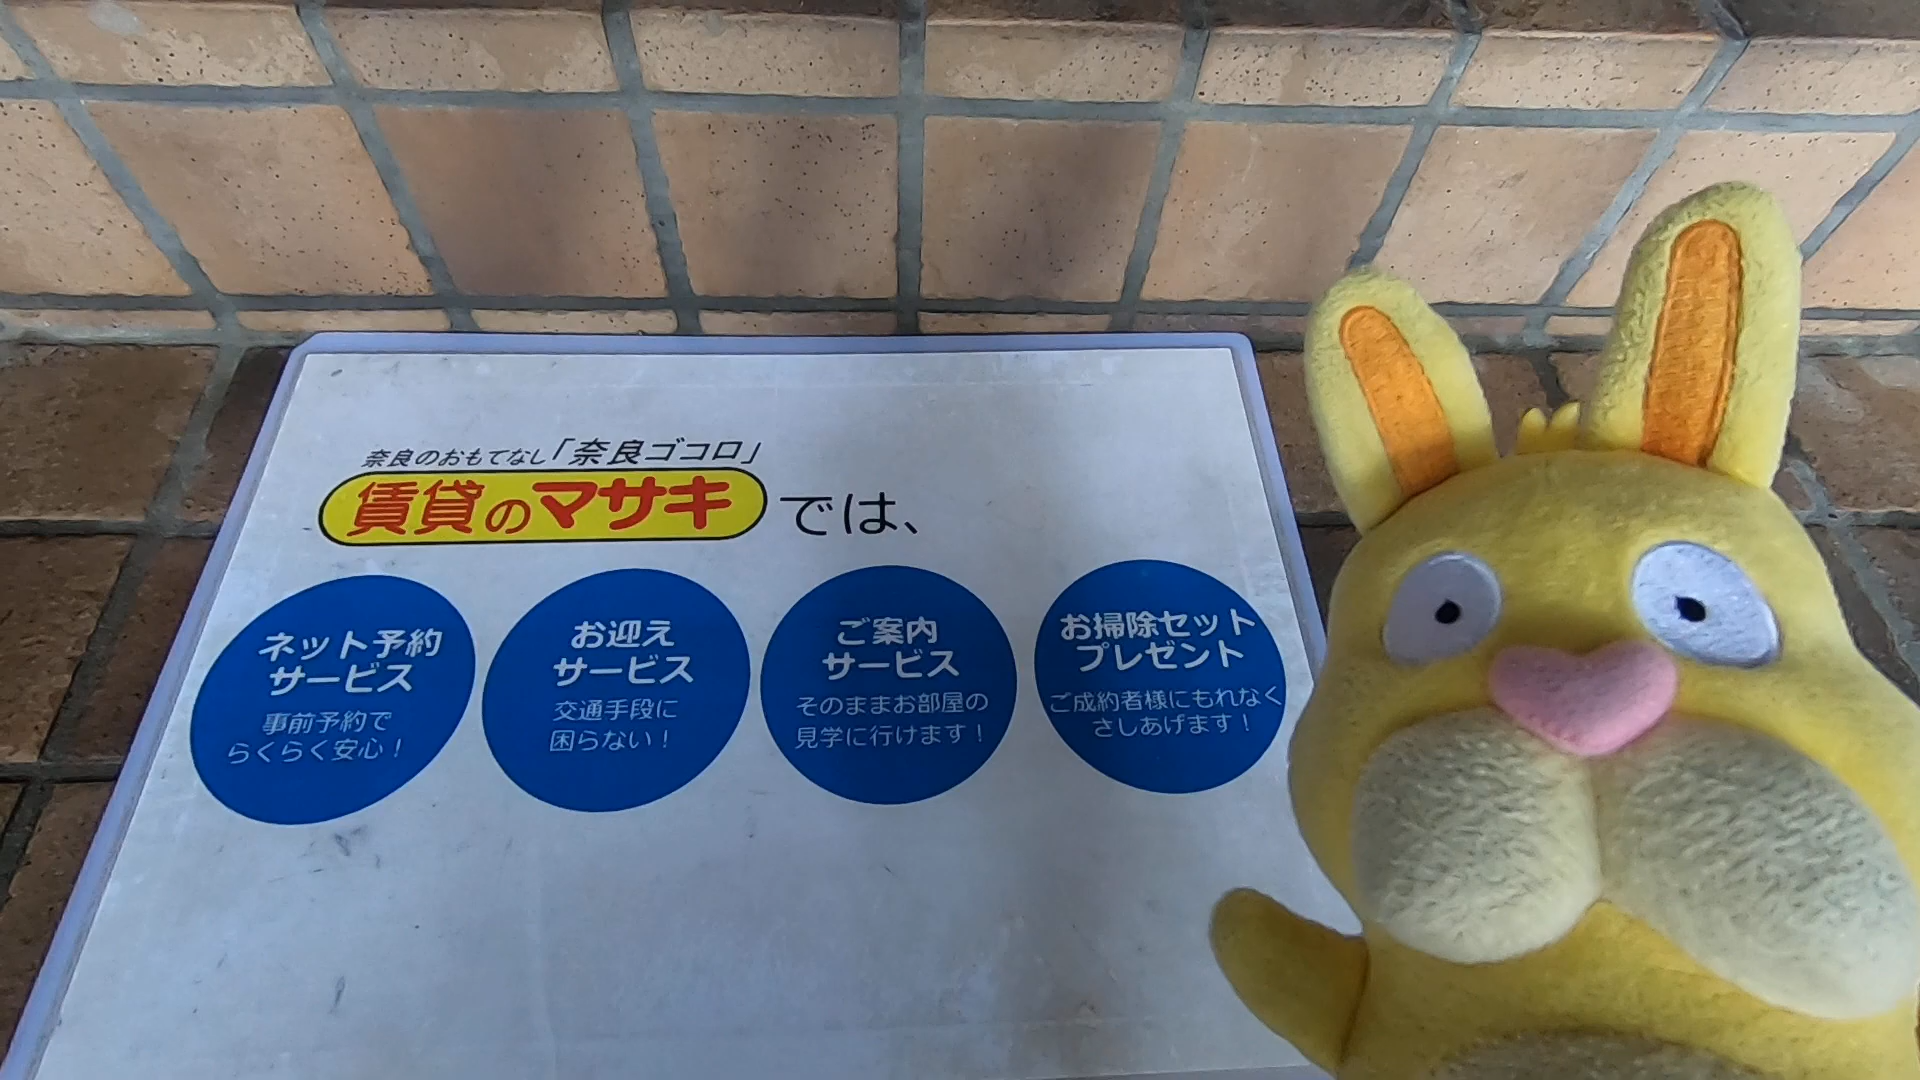 奈良のおもてなし「奈良ゴコロ」
賃貸のマサキでは、
ネット予約
サービス
事前予約で
らくらく安心！
お迎え
サービス
交通手段に
困らない！
ご案内
サービス
そのままお部屋の
見学に行けます！
お掃除セット
プレゼント
ご成約者様にもれなく
さしあげます！